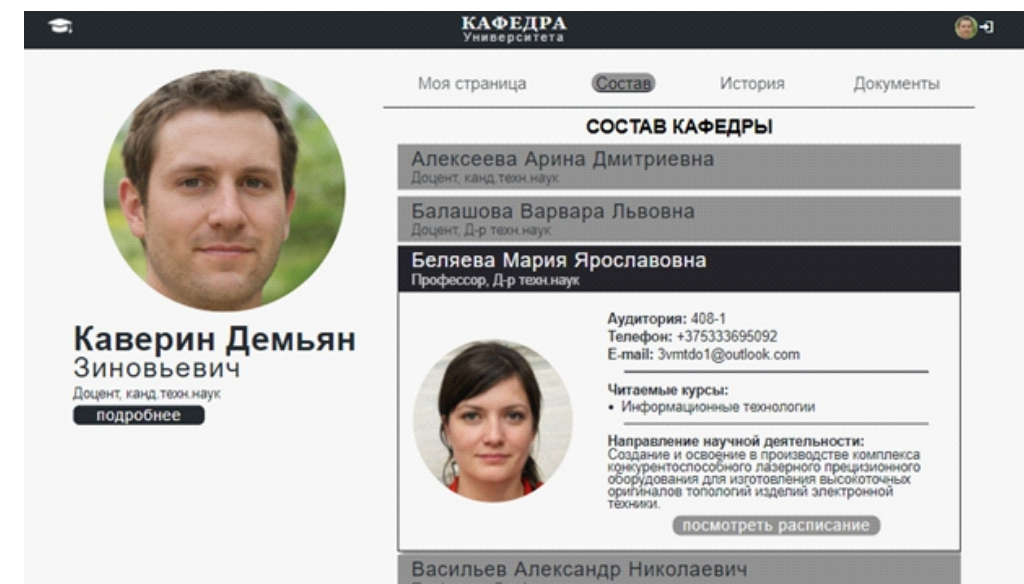 КАФЕДРА
Университета
Моя страница
Состав
История
Документы
СОСТАВ КАФЕДРЫ
Алексеева Арина Дмитриевна
Доцент, канд.техн.наук
Балашова Варвара Львовна
Доцент, Д-р техн.наук
Беляева Мария Ярославовна
Профессор, Д-р техн.наук
Аудитория: 408-1
Телефон: +375333695092
E-mail: 3vmtdo1@outlook.com
Читаемые курсы:
• Информационные технологии
Направление научной деятельности:
Создание и освоение в производстве комплекса
конкурентоспособного лазерного прецизионного
оборудования для изготовления высокоточных
оригиналов топологий изделий электронной
техники.
посмотреть расписание
Васильев Александр Николаевич
Каверин Демьян
Зиновьевич
Доцент, канд.техн.наук
подробнее